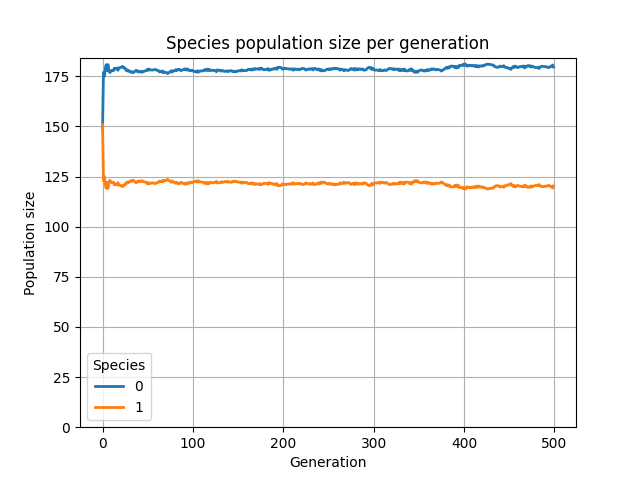 Species population size per generation
Population size
175
150
125
100
75
50
25
0
Species
0
1
0 100 200 300 400 500
Generation